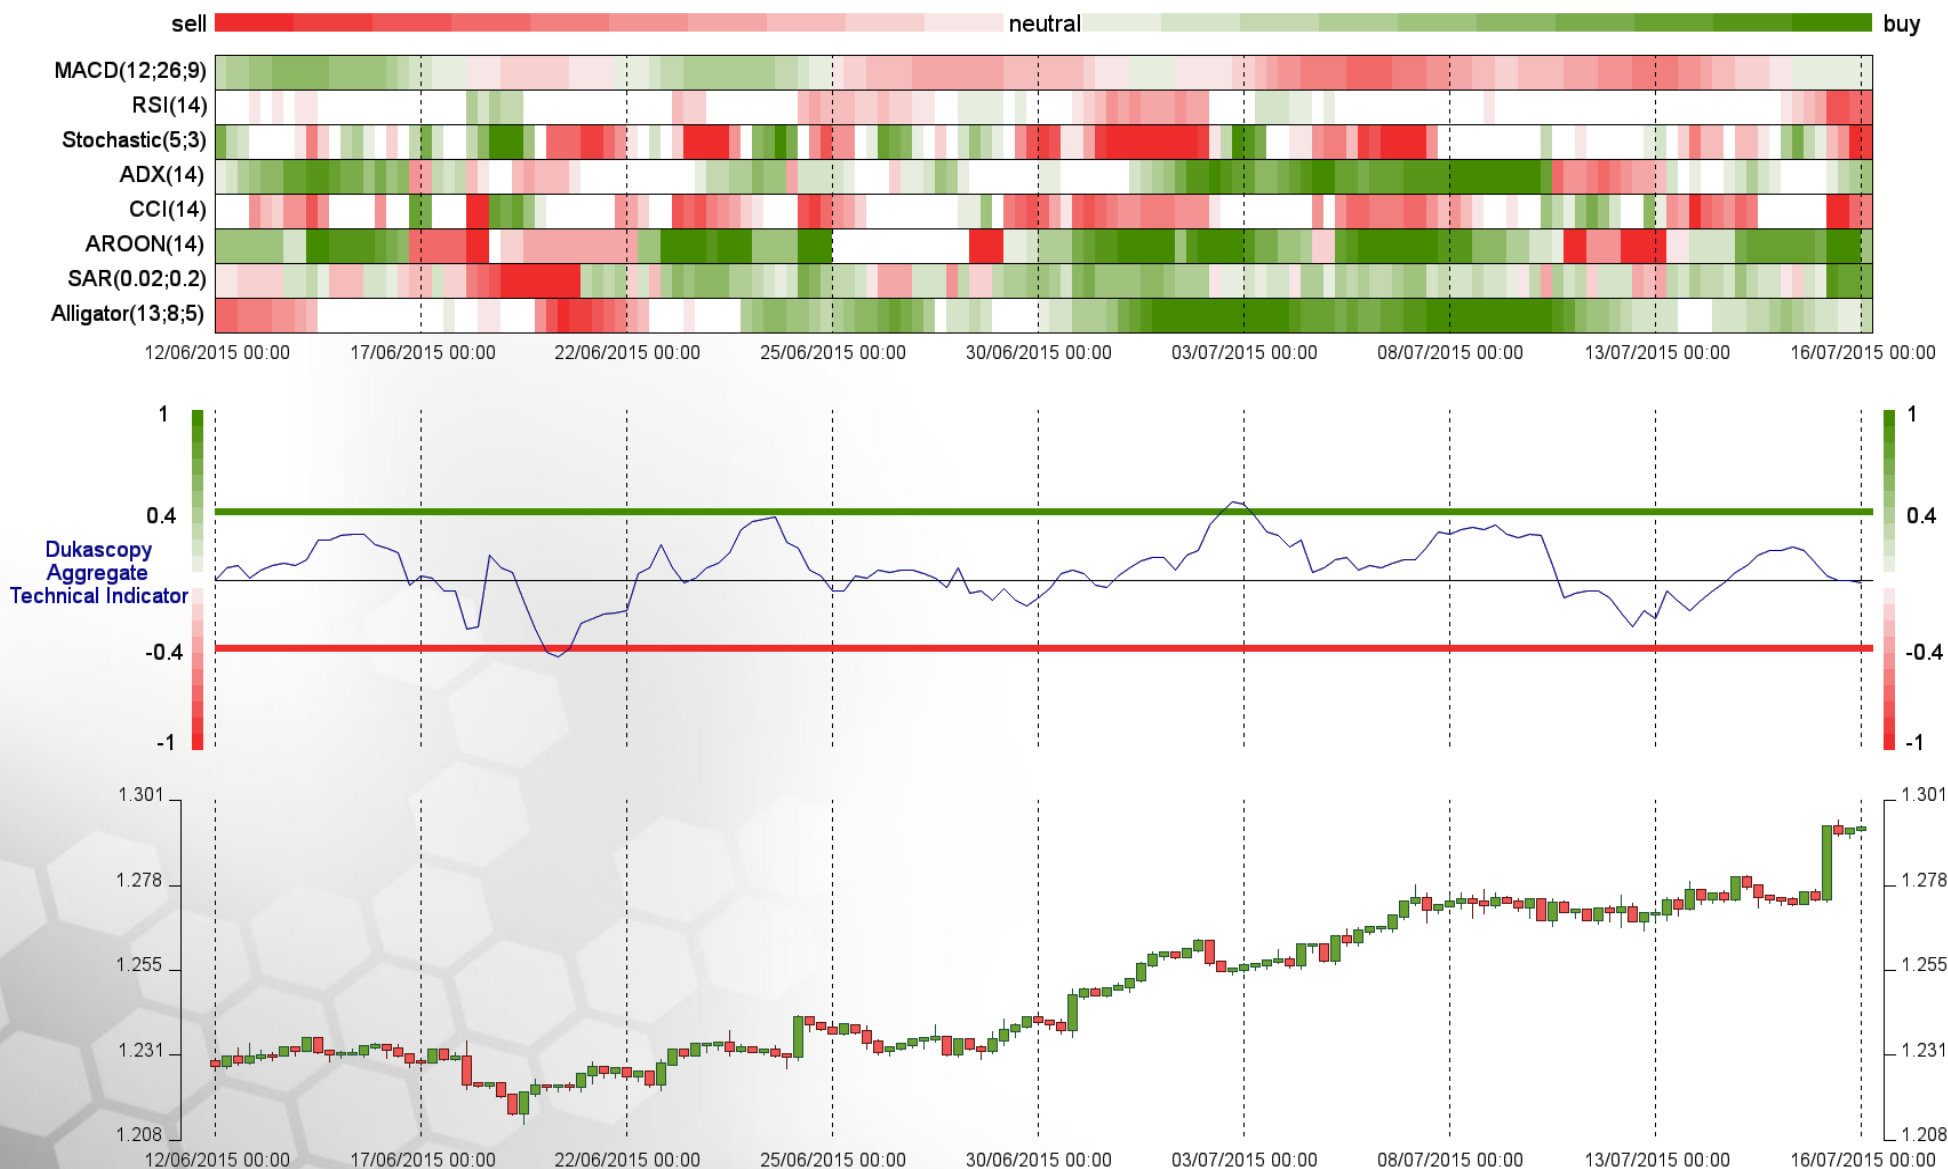 sell neutral buy
MACD(12;26;9)
RSI(14)
Stochastic(5;3)
ADX(14)
CCI(14)
AROON(14)
SAR(0.02;0.2)
Alligator(13;8;5)
12/06/2015 00:00 17/06/2015 00:00 22/06/2015 00:00 25/06/2015 00:00 30/06/2015 00:00 03/07/2015 00:00 08/07/2015 00:00 13/07/2015 00:00 16/07/2015 00:00
1 1
0.4 0.4
Dukascopy
Aggregate
Technical Indicator
-0.4 -0.4
-1 -1
1.301 1.301
1.278 1.278
1.255 1.255
1.231 1.231
1.208 1.208
12/06/2015 00:00 17/06/2015 00:00 22/06/2015 00:00 25/06/2015 00:00 30/06/2015 00:00 03/07/2015 00:00 08/07/2015 00:00 13/07/2015 00:00 16/07/2015 00:00